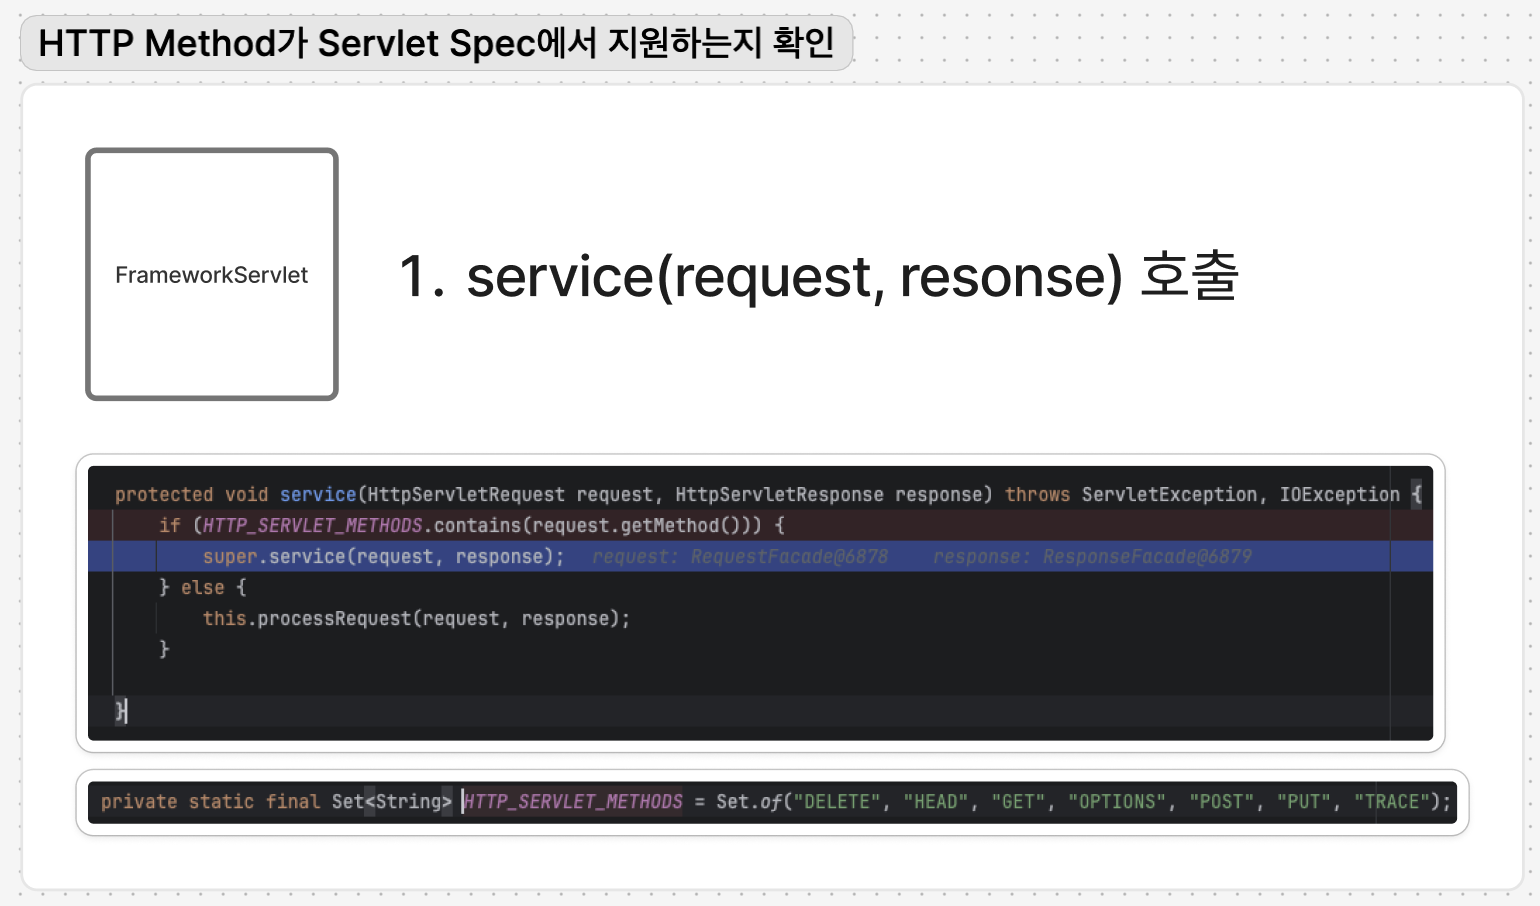 HTTP Method가 Servlet Spec에서 지원하는지 확인
FrameworkServlet
1. service(request, resonse) 호출
protected void service(HttpServletRequest request, HttpServletResponse response) throws ServletException, IOException {
if (HTTP_SERVLET_METHODS.contains(request.getMethod())) {
super.service(request, response); request: RequestFacade@6878 response: ResponseFacade@6879
} else {
this.processRequest(request, response);
}
}
private static final Set<String> HTTP_SERVLET_METHODS = Set.of("DELETE", "HEAD", "GET", "OPTIONS", "POST", "PUT", "TRACE");